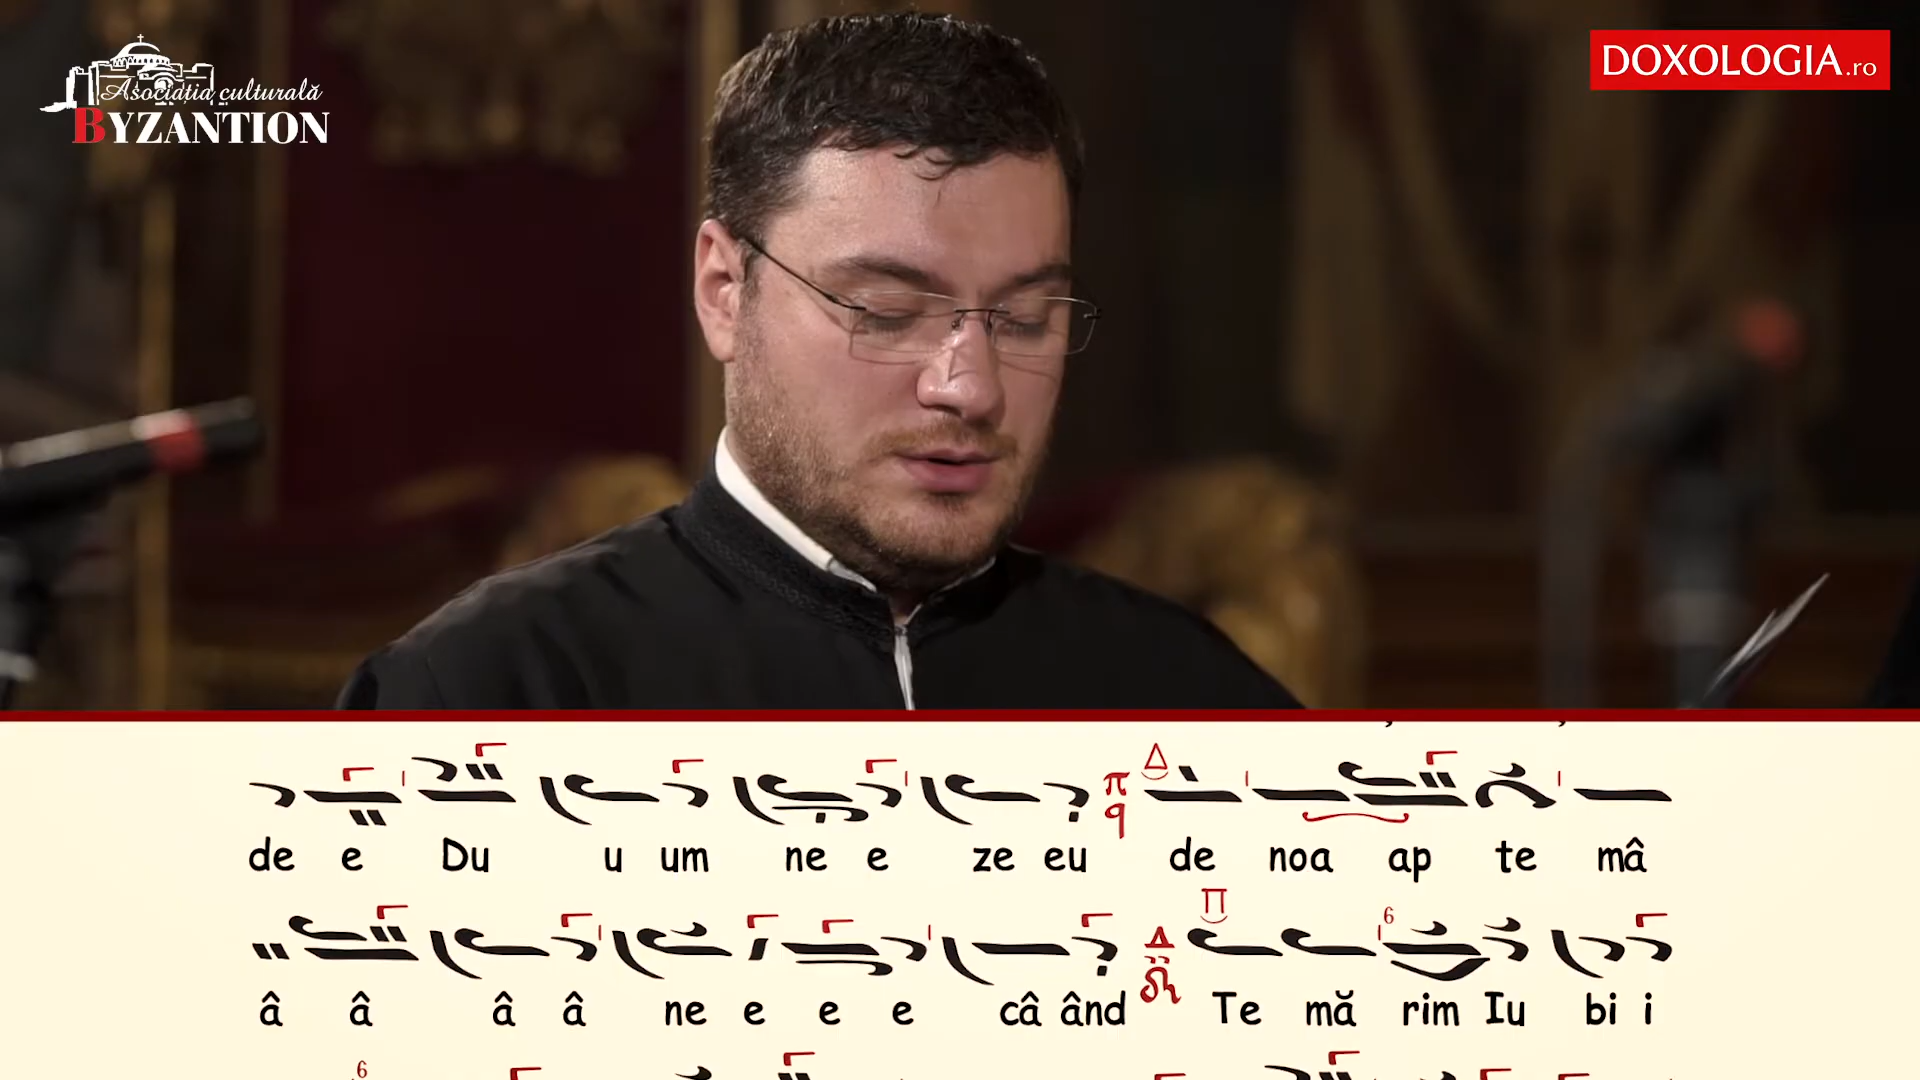 Asociația culturală
BYZANTION
DOXOLOGIA.ro
de e Du u um ne e ze eu de noa ap te mâ
â â â â ne e e e câ ând Te mă rim Iu bi i